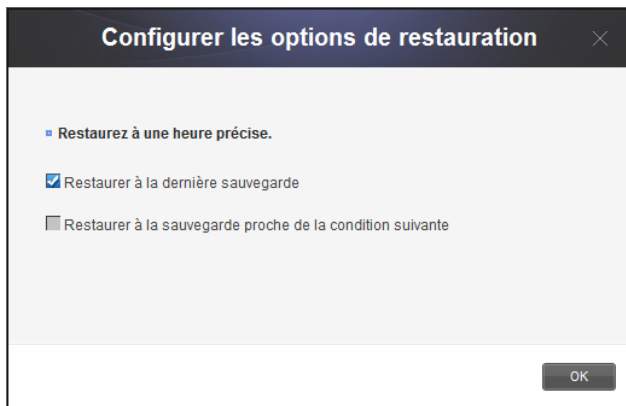 Configurer les options de restauration
Restaurez à une heure précise.
Restaurer à la dernière sauvegarde
Restaurer à la sauvegarde proche de la condition suivante
OK